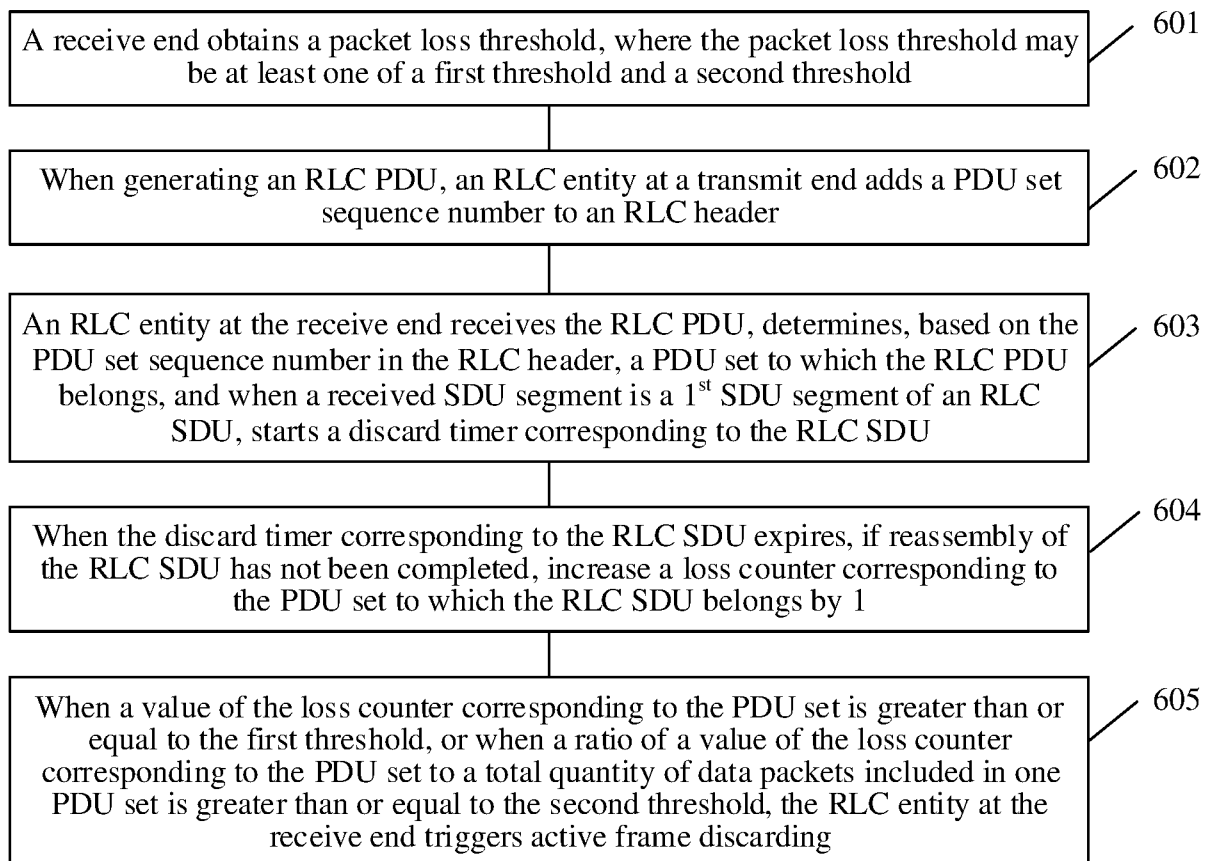 A receive end obtains a packet loss threshold, where the packet loss threshold may
be at least one of a first threshold and a second threshold
601
When generating an RLC PDU, an RLC entity at a transmit end adds a PDU set
sequence number to an RLC header
602
An RLC entity at the receive end receives the RLC PDU, determines, based on the
PDU set sequence number in the RLC header, a PDU set to which the RLC PDU
belongs, and when a received SDU segment is a 1st SDU segment of an RLC
SDU, starts a discard timer corresponding to the RLC SDU
603
When the discard timer corresponding to the RLC SDU expires, if reassembly of
the RLC SDU has not been completed, increase a loss counter corresponding to
the PDU set to which the RLC SDU belongs by 1
604
When a value of the loss counter corresponding to the PDU set is greater than or
equal to the first threshold, or when a ratio of a value of the loss counter
corresponding to the PDU set to a total quantity of data packets included in one
PDU set is greater than or equal to the second threshold, the RLC entity at the
receive end triggers active frame discarding
605